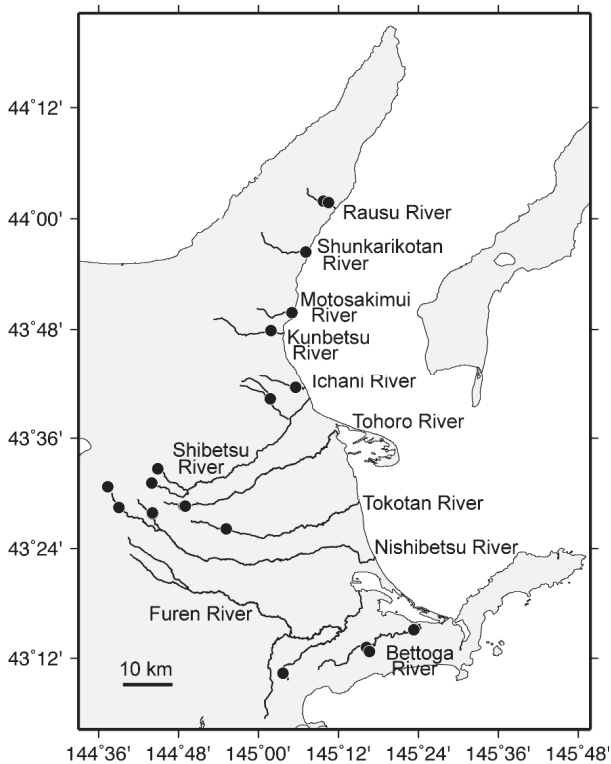 44°12'
44°00'
Rausu River
Shunkarikotan
River
Motosakimui
River
43°48'
Kunbetsu
River
Ichani River
Tohoro River
43°36'
Shibetsu
River
Tokotan River
43°24'
Nishibetsu River
Furen River
Bettoga
River
43°12'
10 km
144°36' 144°48' 145°00' 145°12' 145°24' 145°36' 145°48'